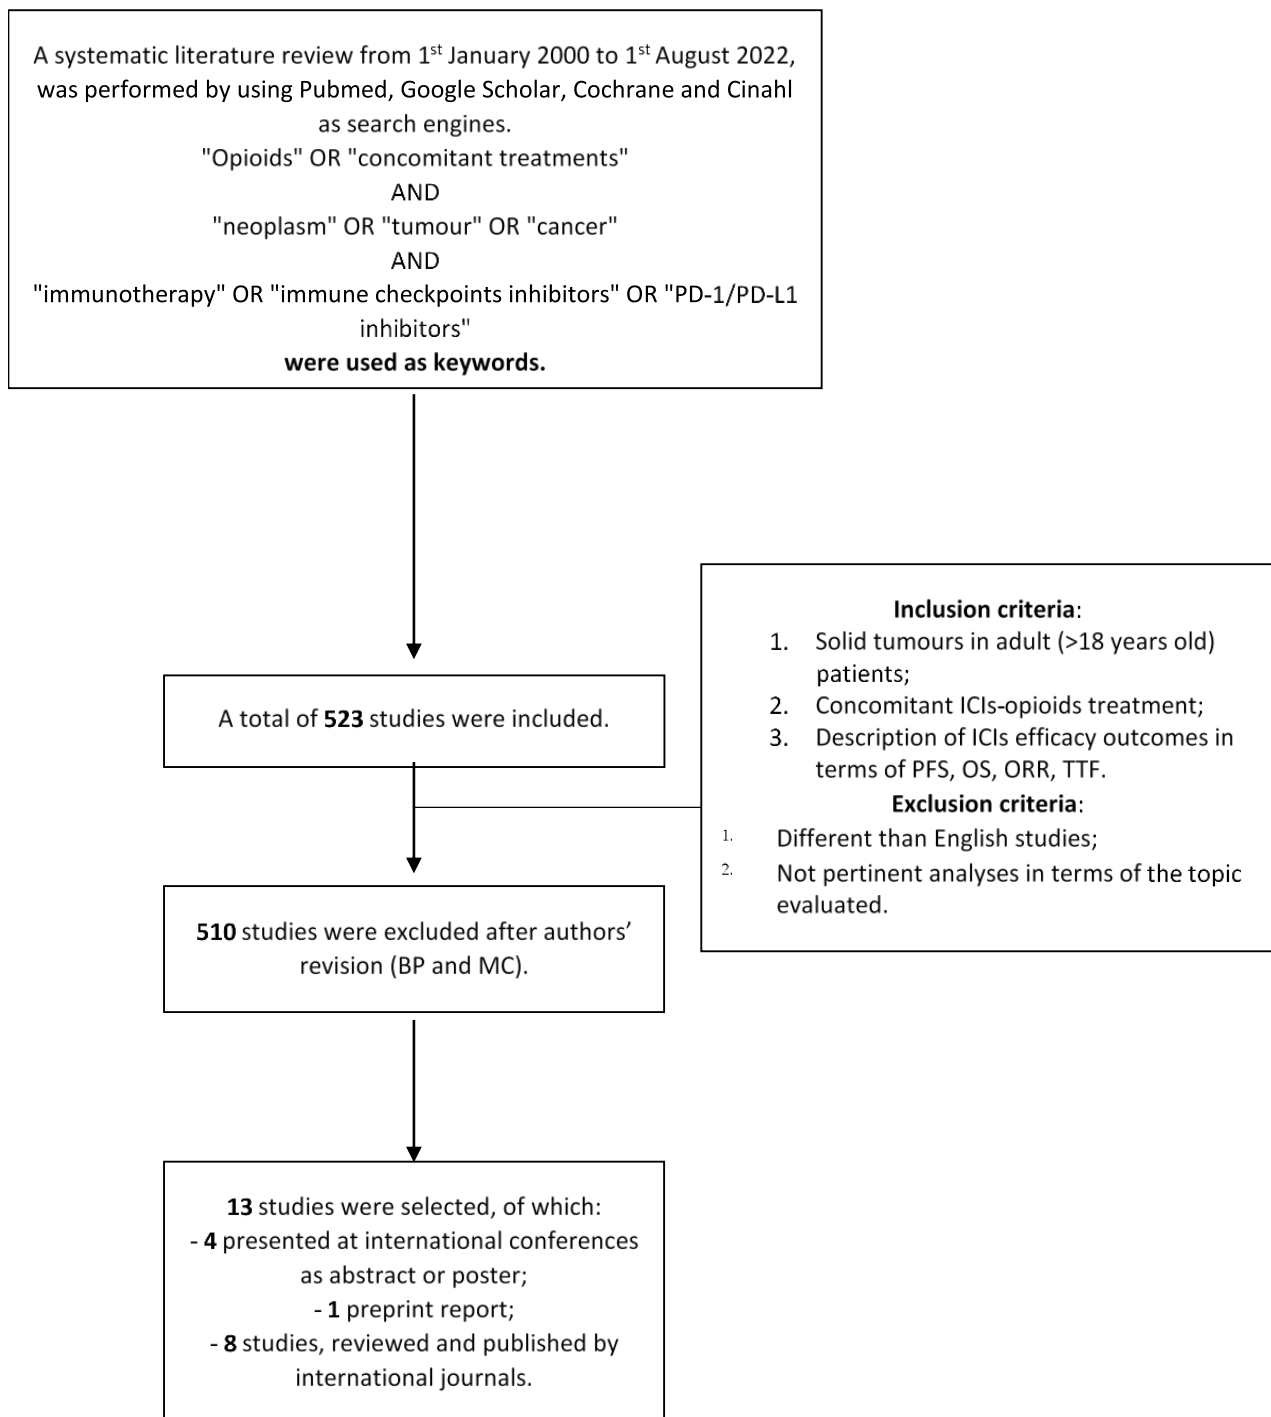 A systematic literature review from 1st January 2000 to 1st August 2022,
was performed by using Pubmed, Google Scholar, Cochrane and Cinahl
as search engines.
"Opioids" OR "concomitant treatments"
AND
"neoplasm" OR "tumour" OR "cancer"
AND
"immunotherapy" OR "immune checkpoints inhibitors" OR "PD-1/PD-L1
inhibitors"
were used as keywords.
A total of 523 studies were included.
Inclusion criteria:
1. Solid tumours in adult (>18 years old)
patients;
2. Concomitant ICIs-opioids treatment;
3. Description of ICIs efficacy outcomes in
terms of PFS, OS, ORR, TTF.
Exclusion criteria:
1. Different than English studies;
2. Not pertinent analyses in terms of the topic
evaluated.
510 studies were excluded after authors’
revision (BP and MC).
13 studies were selected, of which:
- 4 presented at international conferences
as abstract or poster;
- 1 preprint report;
- 8 studies, reviewed and published by
international journals.